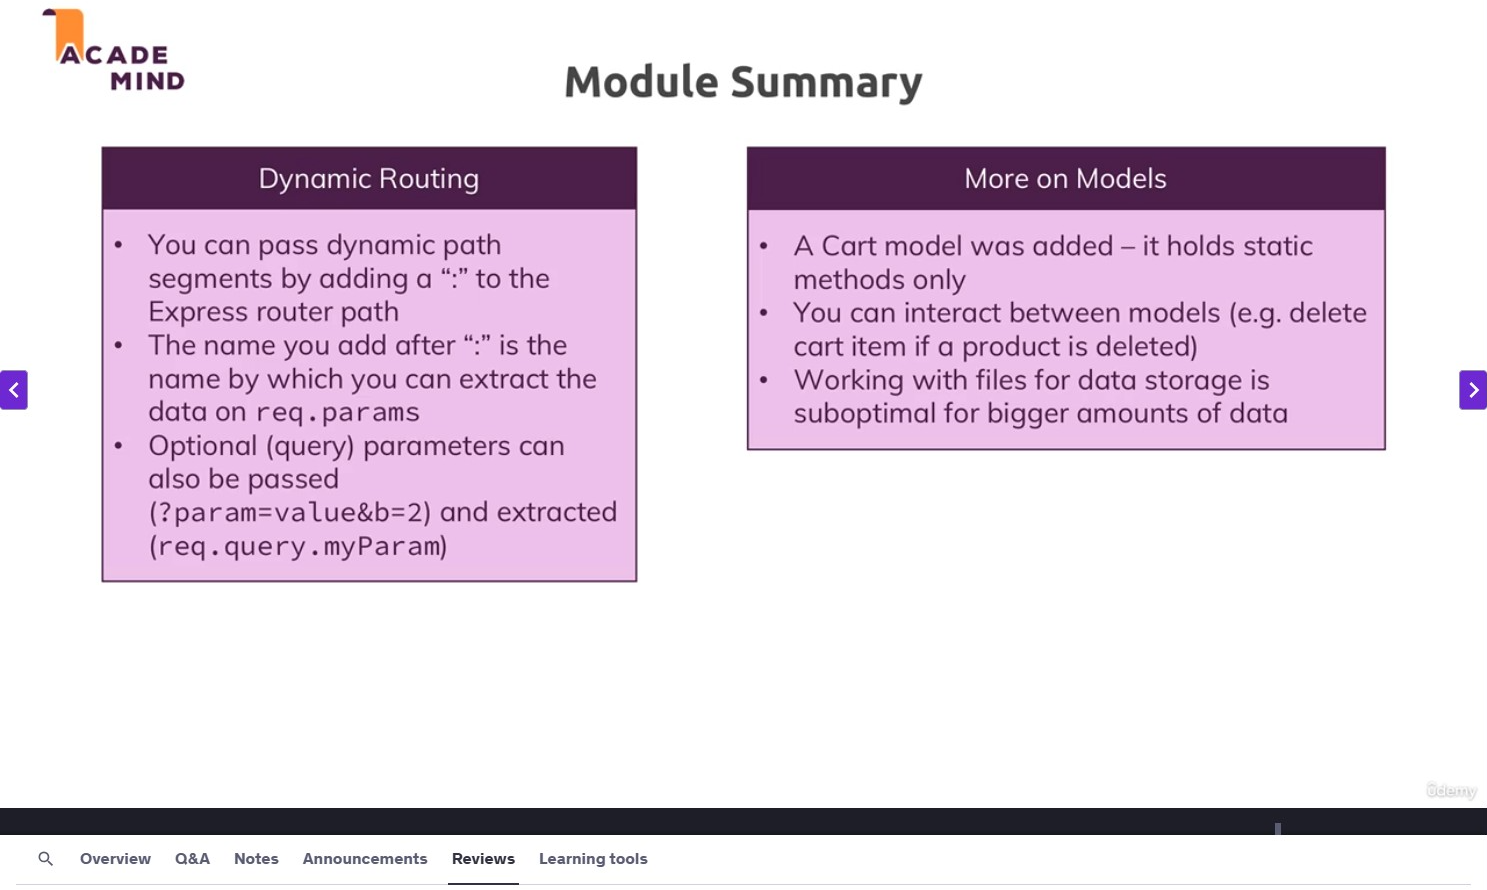 ACADE
MIND
Module Summary
Dynamic Routing
• You can pass dynamic path
segments by adding a “:” to the
Express router path
• The name you add after “:” is the
name by which you can extract the
data on req.params
• Optional (query) parameters can
also be passed
(?param=value&b=2) and extracted
(req.query.myParam)
More on Models
• A Cart model was added – it holds static
methods only
• You can interact between models (e.g. delete
cart item if a product is deleted)
• Working with files for data storage is
suboptimal for bigger amounts of data
ûdemy
Overview Q&A Notes Announcements Reviews Learning tools